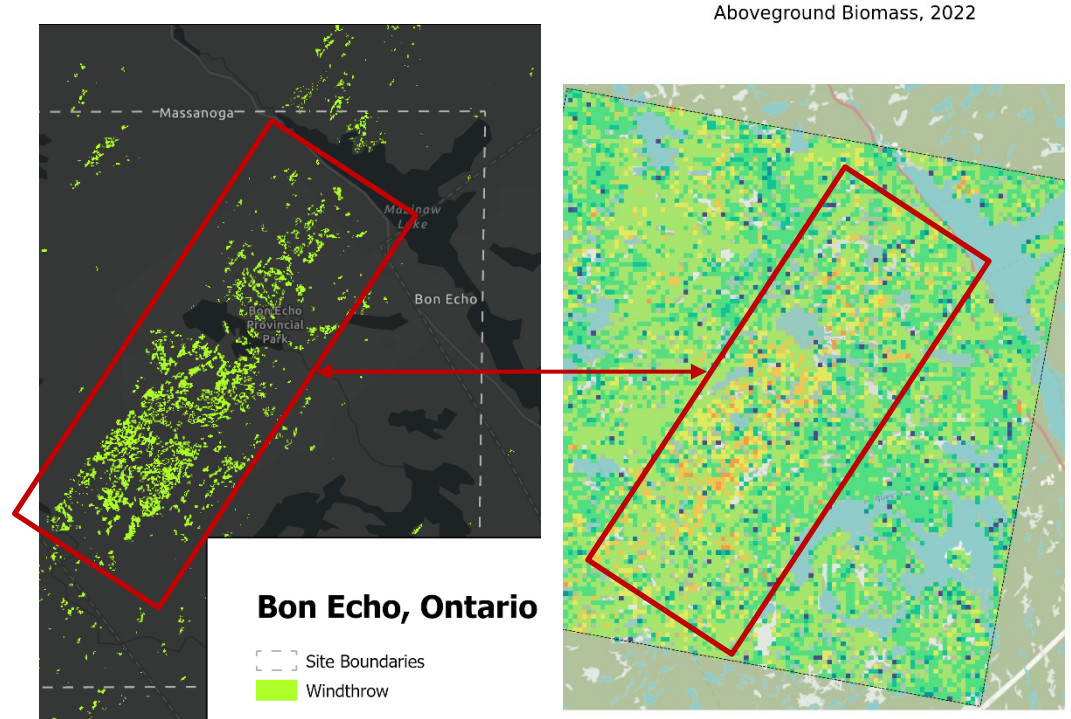 Aboveground Biomass, 2022
Massanoga
Mazinaw
Lake
Bon Echo
Bon Echo
Provincial
Park
Bon Echo, Ontario
Site Boundaries
Windthrow